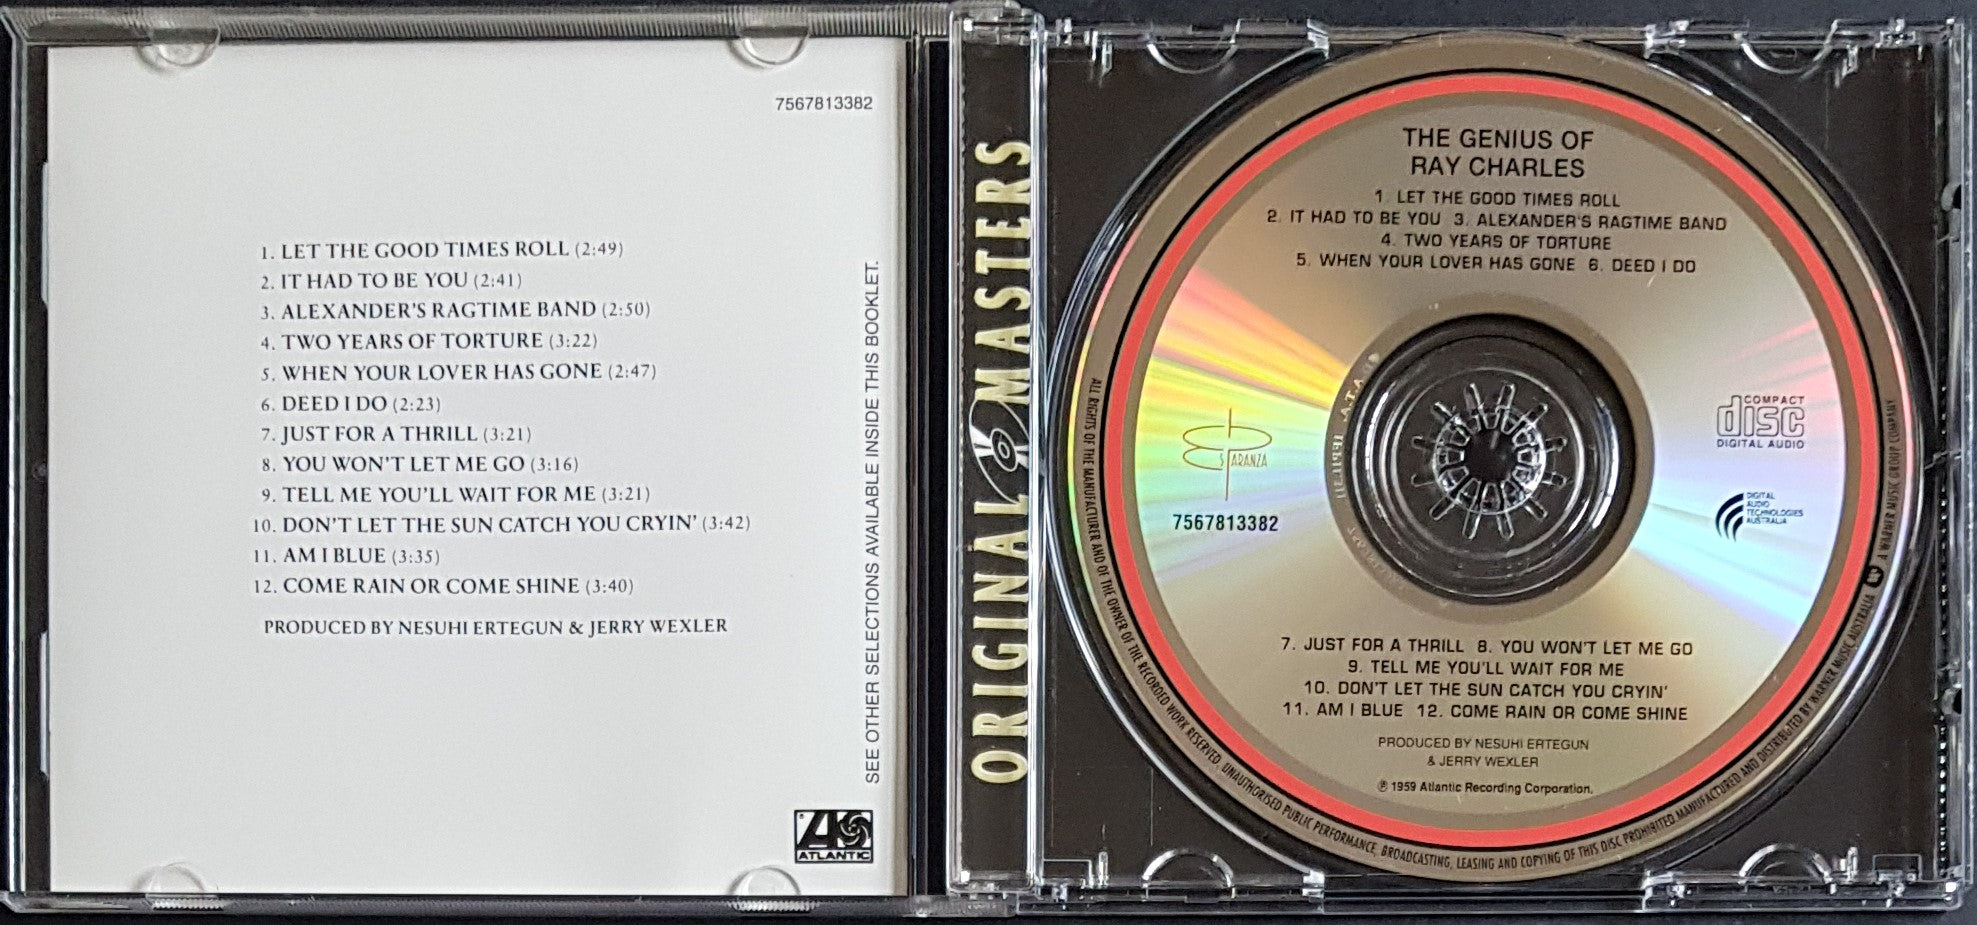 7567813382
1. LET THE GOOD TIMES ROLL (2:49)
2. IT HAD TO BE YOU (2:41)
3. ALEXANDER'S RAGTIME BAND (2:50)
4. TWO YEARS OF TORTURE (3:22)
5. WHEN YOUR LOVER HAS GONE (2:47)
6. DEED I DO (2:23)
7. JUST FOR A THRILL (3:21)
8. YOU WON'T LET ME GO (3:16)
9. TELL ME YOU'LL WAIT FOR ME (3:21)
10. DON'T LET THE SUN CATCH YOU CRYIN' (3:42)
11. AM I BLUE (3:35)
12. COME RAIN OR COME SHINE (3:40)
PRODUCED BY NESUHI ERTEGUN & JERRY WEXLER
SEE OTHER SELECTIONS AVAILABLE INSIDE THIS BOOKLET.
ATLANTIC
ORIGINAL MASTERS
THE GENIUS OF
RAY CHARLES
1. LET THE GOOD TIMES ROLL
2. IT HAD TO BE YOU 3. ALEXANDER'S RAGTIME BAND
4. TWO YEARS OF TORTURE
5. WHEN YOUR LOVER HAS GONE 6. DEED I DO
COMPACT
disc
DIGITAL AUDIO
7567813382
DIGITAL
AUDIO
TECHNOLOGIES
AUSTRALIA
7. JUST FOR A THRILL 8. YOU WON'T LET ME GO
9. TELL ME YOU'LL WAIT FOR ME
10. DON'T LET THE SUN CATCH YOU CRYIN'
11. AM I BLUE 12. COME RAIN OR COME SHINE
PRODUCED BY NESUHI ERTEGUN
& JERRY WEXLER
℗ 1959 Atlantic Recording Corporation.
ALL RIGHTS OF THE MANUFACTURER AND OF THE OWNER OF THE RECORDED WORK RESERVED. UNAUTHORISED PUBLIC PERFORMANCE, BROADCASTING, LEASING AND COPYING OF THIS DISC PROHIBITED. MANUFACTURED AND DISTRIBUTED BY WARNER MUSIC AUSTRALIA A WARNER MUSIC GROUP COMPANY